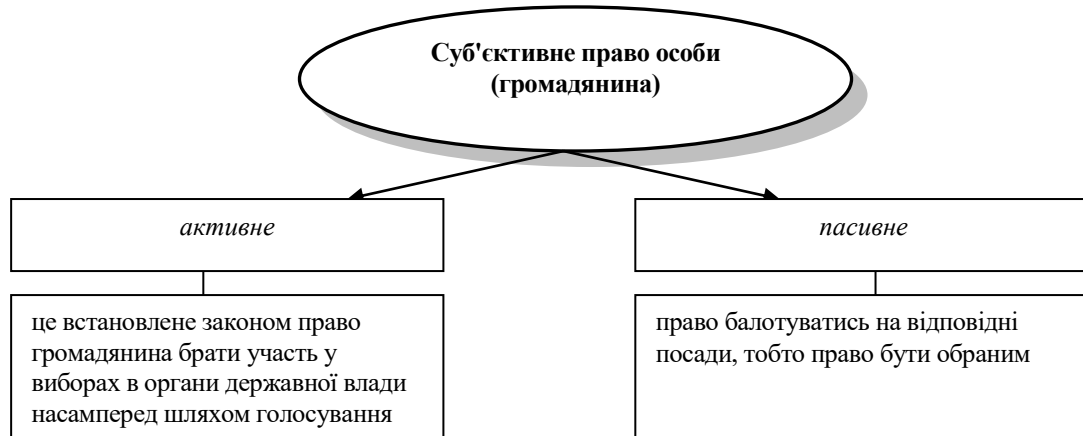 Суб'єктивне право особи
(громадянина)
активне
пасивне
це встановлене законом право
громадянина брати участь у
виборах в органи державної влади
насамперед шляхом голосування
право балотуватись на відповідні
посади, тобто право бути обраним